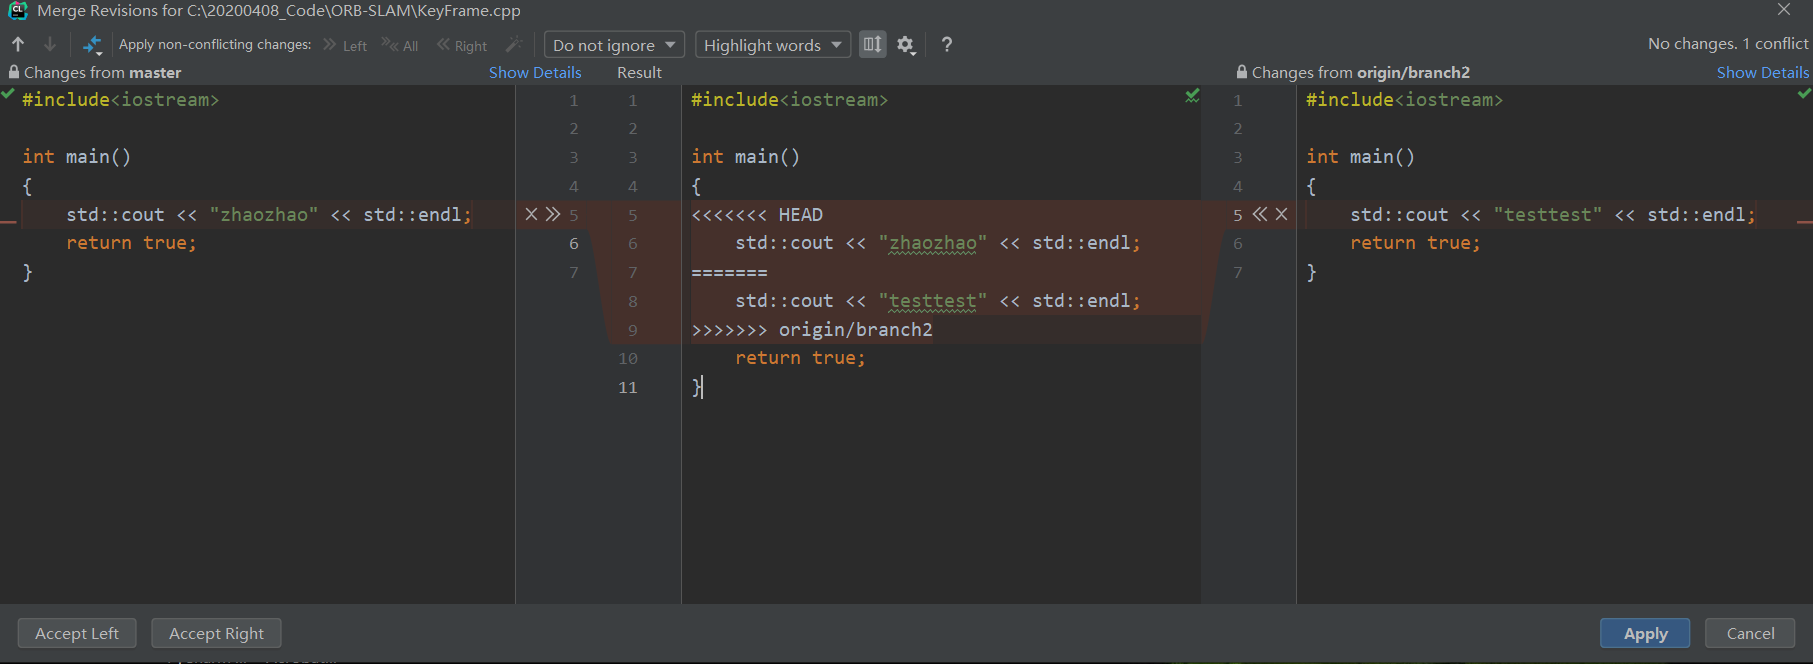 CL Merge Revisions for C:\20200408_Code\ORB-SLAM\KeyFrame.cpp
Apply non-conflicting changes: Left All Right Do not ignore Highlight words ? No changes. 1 conflict
Changes from master Show Details Result Changes from origin/branch2 Show Details
#include<iostream>
int main()
{
std::cout << "zhaozhao" << std::endl;
return true;
}
1
2
3
4
5
6
7
1
2
3
4
5
6
7
8
9
10
11
#include<iostream>
int main()
{
<<<<<<< HEAD
std::cout << "zhaozhao" << std::endl;
=======
std::cout << "testtest" << std::endl;
>>>>>>> origin/branch2
return true;
}
1
2
3
4
5
6
7
#include<iostream>
int main()
{
std::cout << "testtest" << std::endl;
return true;
}
Accept Left Accept Right Apply Cancel